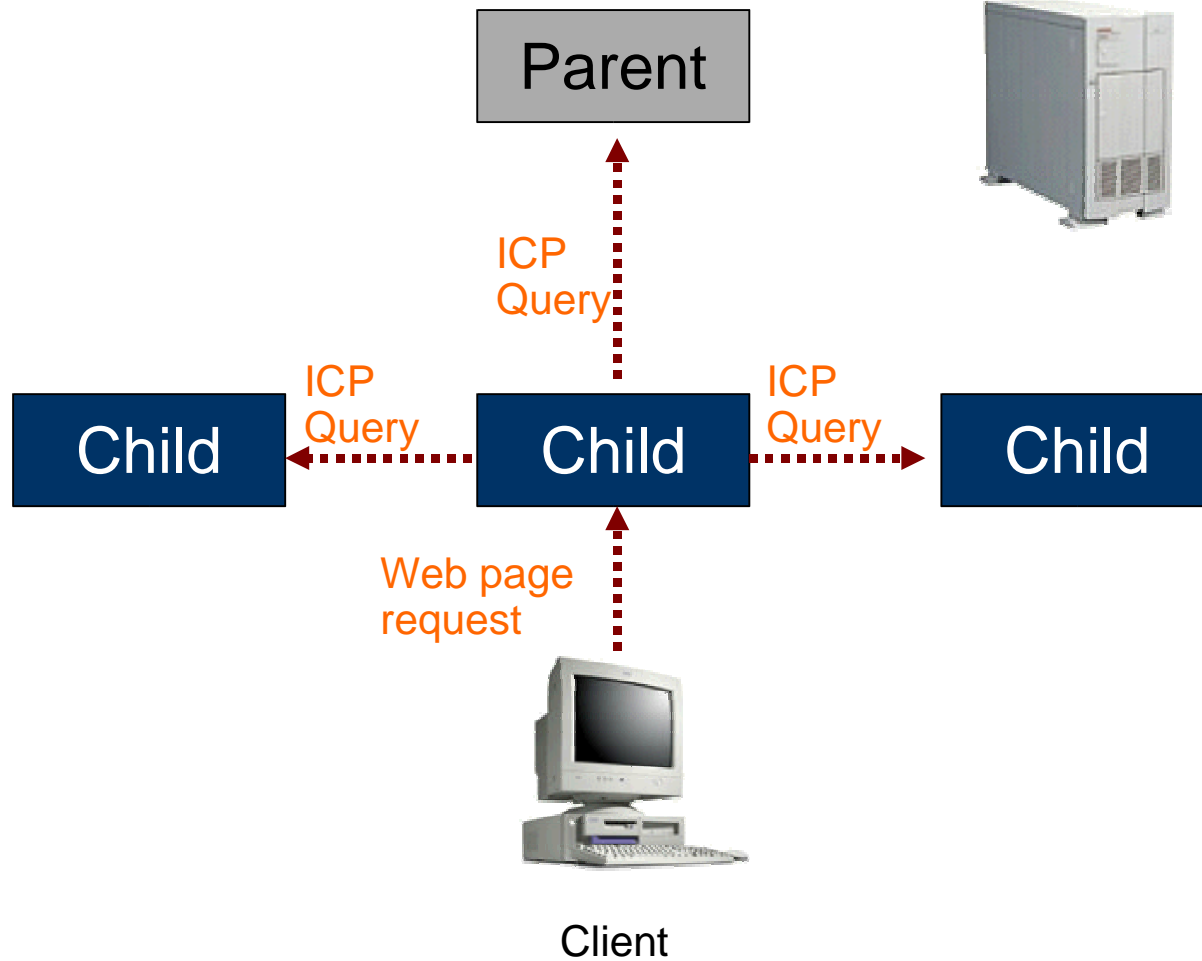 Parent
ICP
Query
ICP
Query
ICP
Query
Child
Child
Child
Web page
request
Client